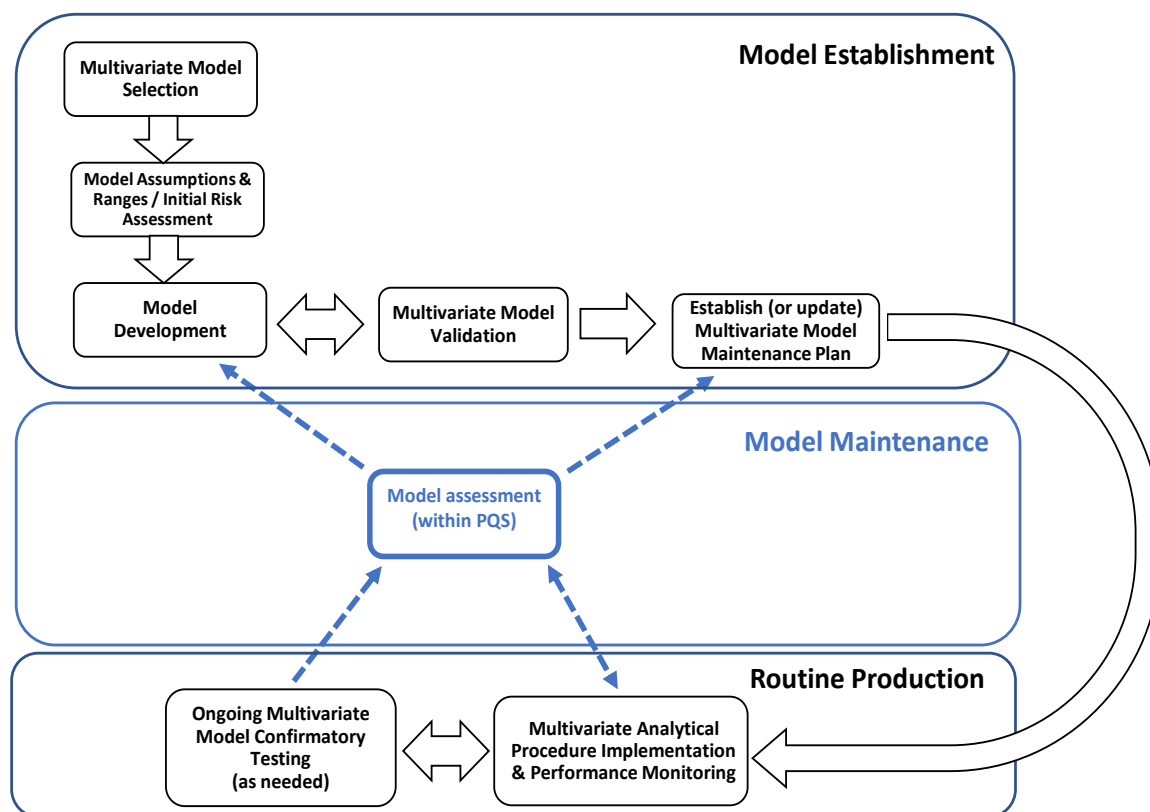 Model Establishment
Multivariate Model
Selection
Model Assumptions &
Ranges / Initial Risk
Assessment
Model
Development
Multivariate Model
Validation
Establish (or update)
Multivariate Model
Maintenance Plan
Model Maintenance
Model assessment
(within PQS)
Routine Production
Ongoing Multivariate
Model Confirmatory
Testing
(as needed)
Multivariate Analytical
Procedure Implementation
& Performance Monitoring